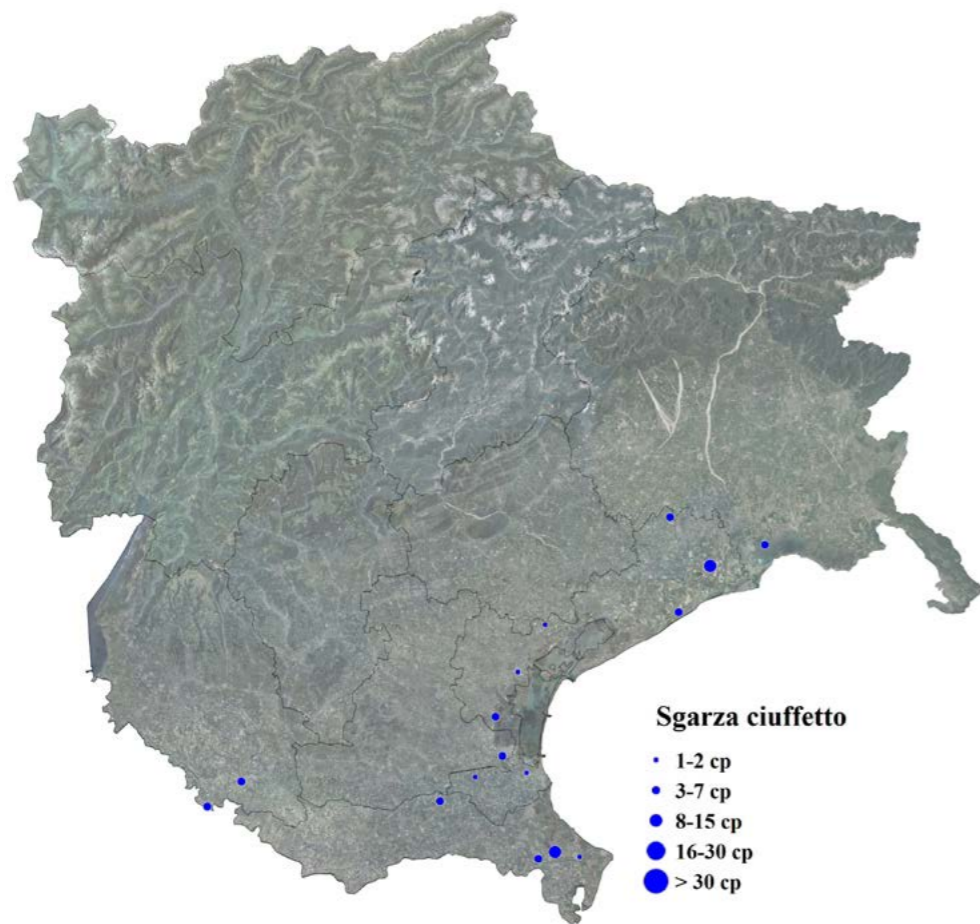 Sgarza ciuffetto
1-2 cp
3-7 cp
8-15 cp
16-30 cp
> 30 cp